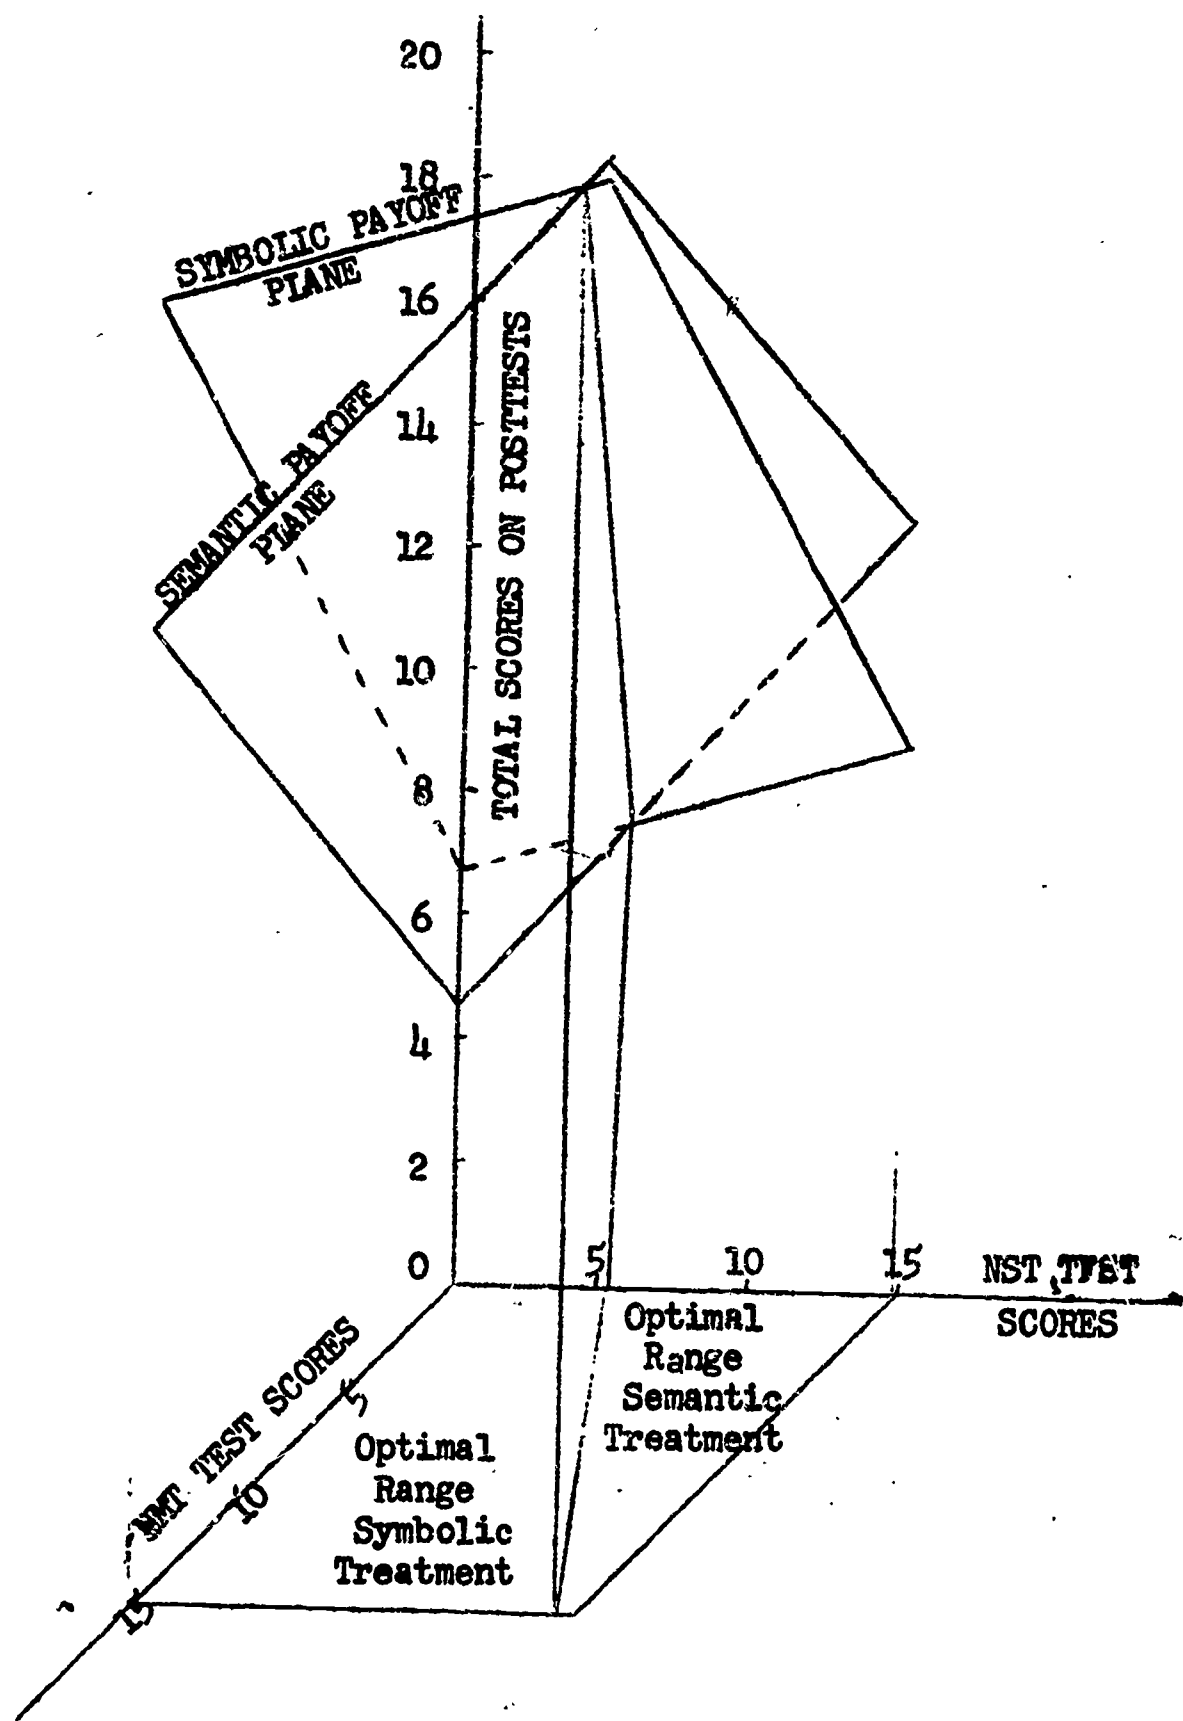 20
18
SYMBOLIC PAYOFF
PLANE
16
TOTAL SCORES ON POSTTESTS
14
SEMANTIC PAYOFF
PLANE
12
10
8
6
4
2
0
5
10
15
NST TEST
SCORES
Optimal
Range
Semantic
Treatment
NMT TEST SCORES
5
10
15
Optimal
Range
Symbolic
Treatment